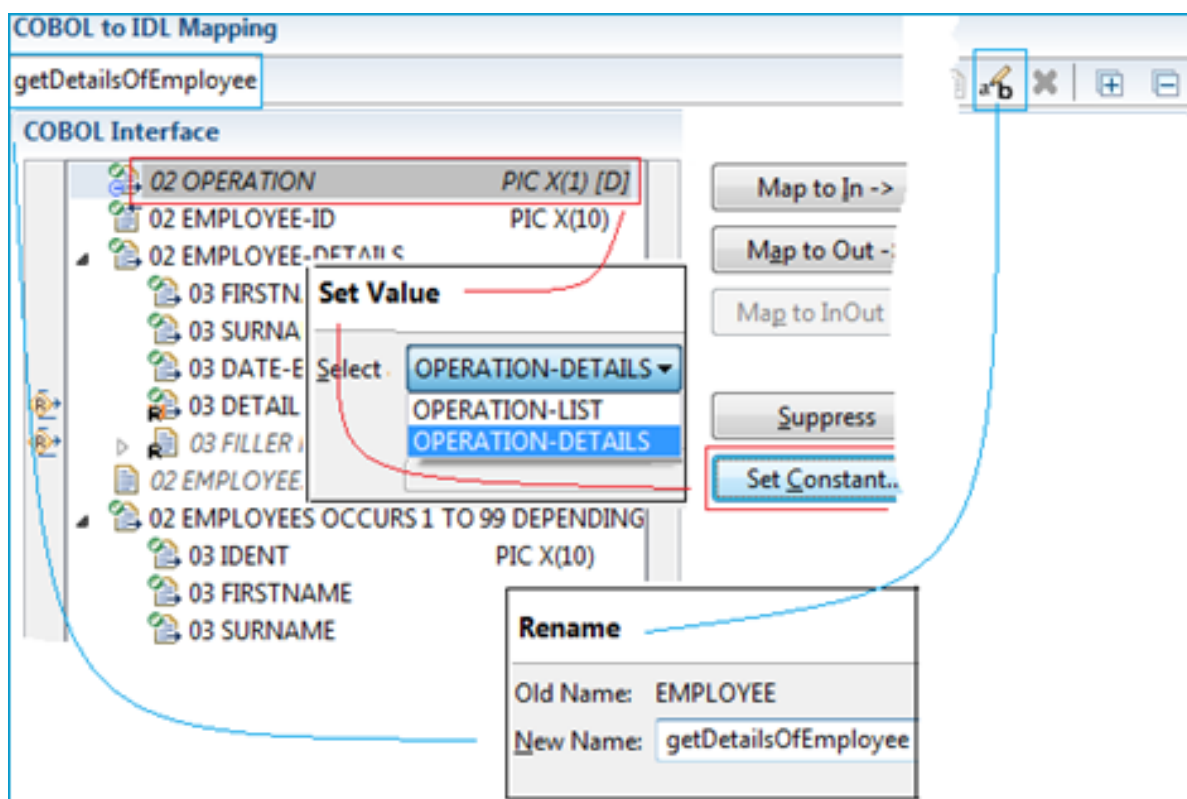 COBOL to IDL Mapping
getDetailsOfEmployee
COBOL Interface
02 OPERATION PIC X(1) [D]
02 EMPLOYEE-ID PIC X(10)
02 EMPLOYEE-DETAILS
03 FIRSTN
03 SURNA
03 DATE-E
03 DETAIL
03 FILLER
02 EMPLOYEE
02 EMPLOYEES OCCURS 1 TO 99 DEPENDING
03 IDENT PIC X(10)
03 FIRSTNAME
03 SURNAME
Set Value
Select OPERATION-DETAILS
OPERATION-LIST
OPERATION-DETAILS
Map to In ->
Map to Out -
Map to InOut
Suppress
Set Constant..
Rename
Old Name: EMPLOYEE
New Name: getDetailsOfEmployee